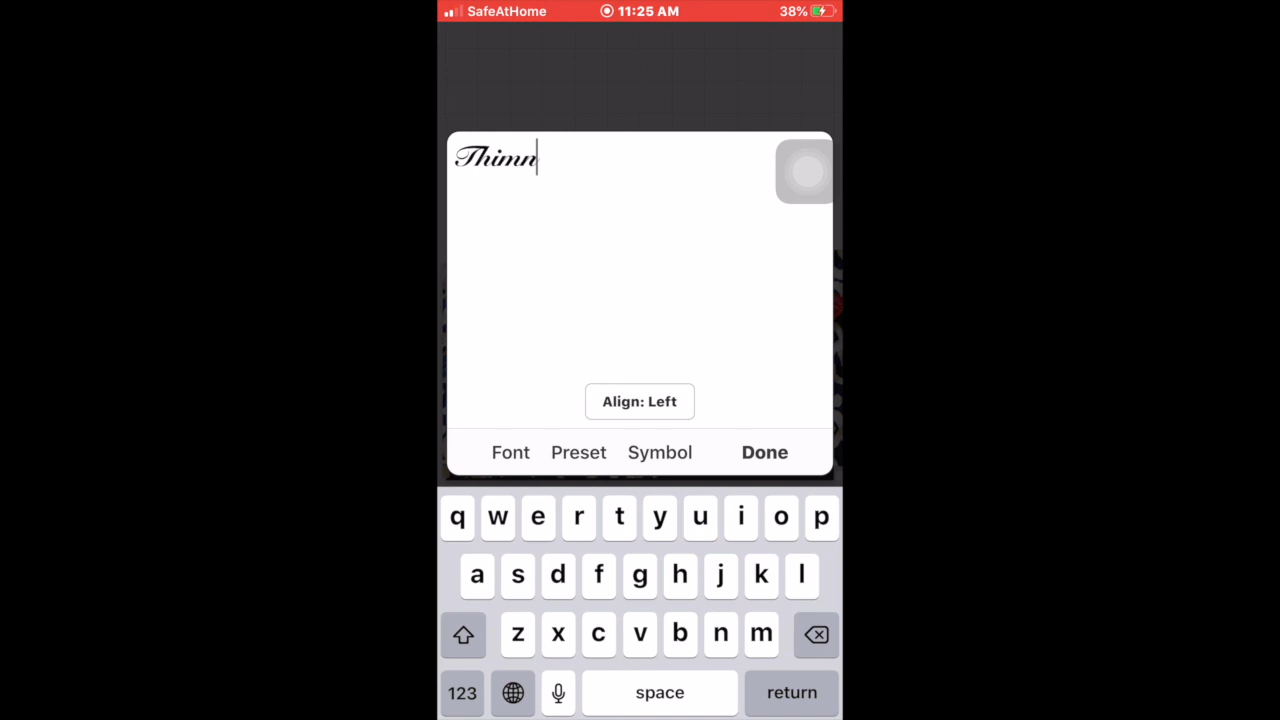 SafeAtHome 11:25 AM 38%
Thimn
Align: Left
Font Preset Symbol Done
q w e r t y u i o p
a s d f g h j k l
z x c v b n m
123 space return